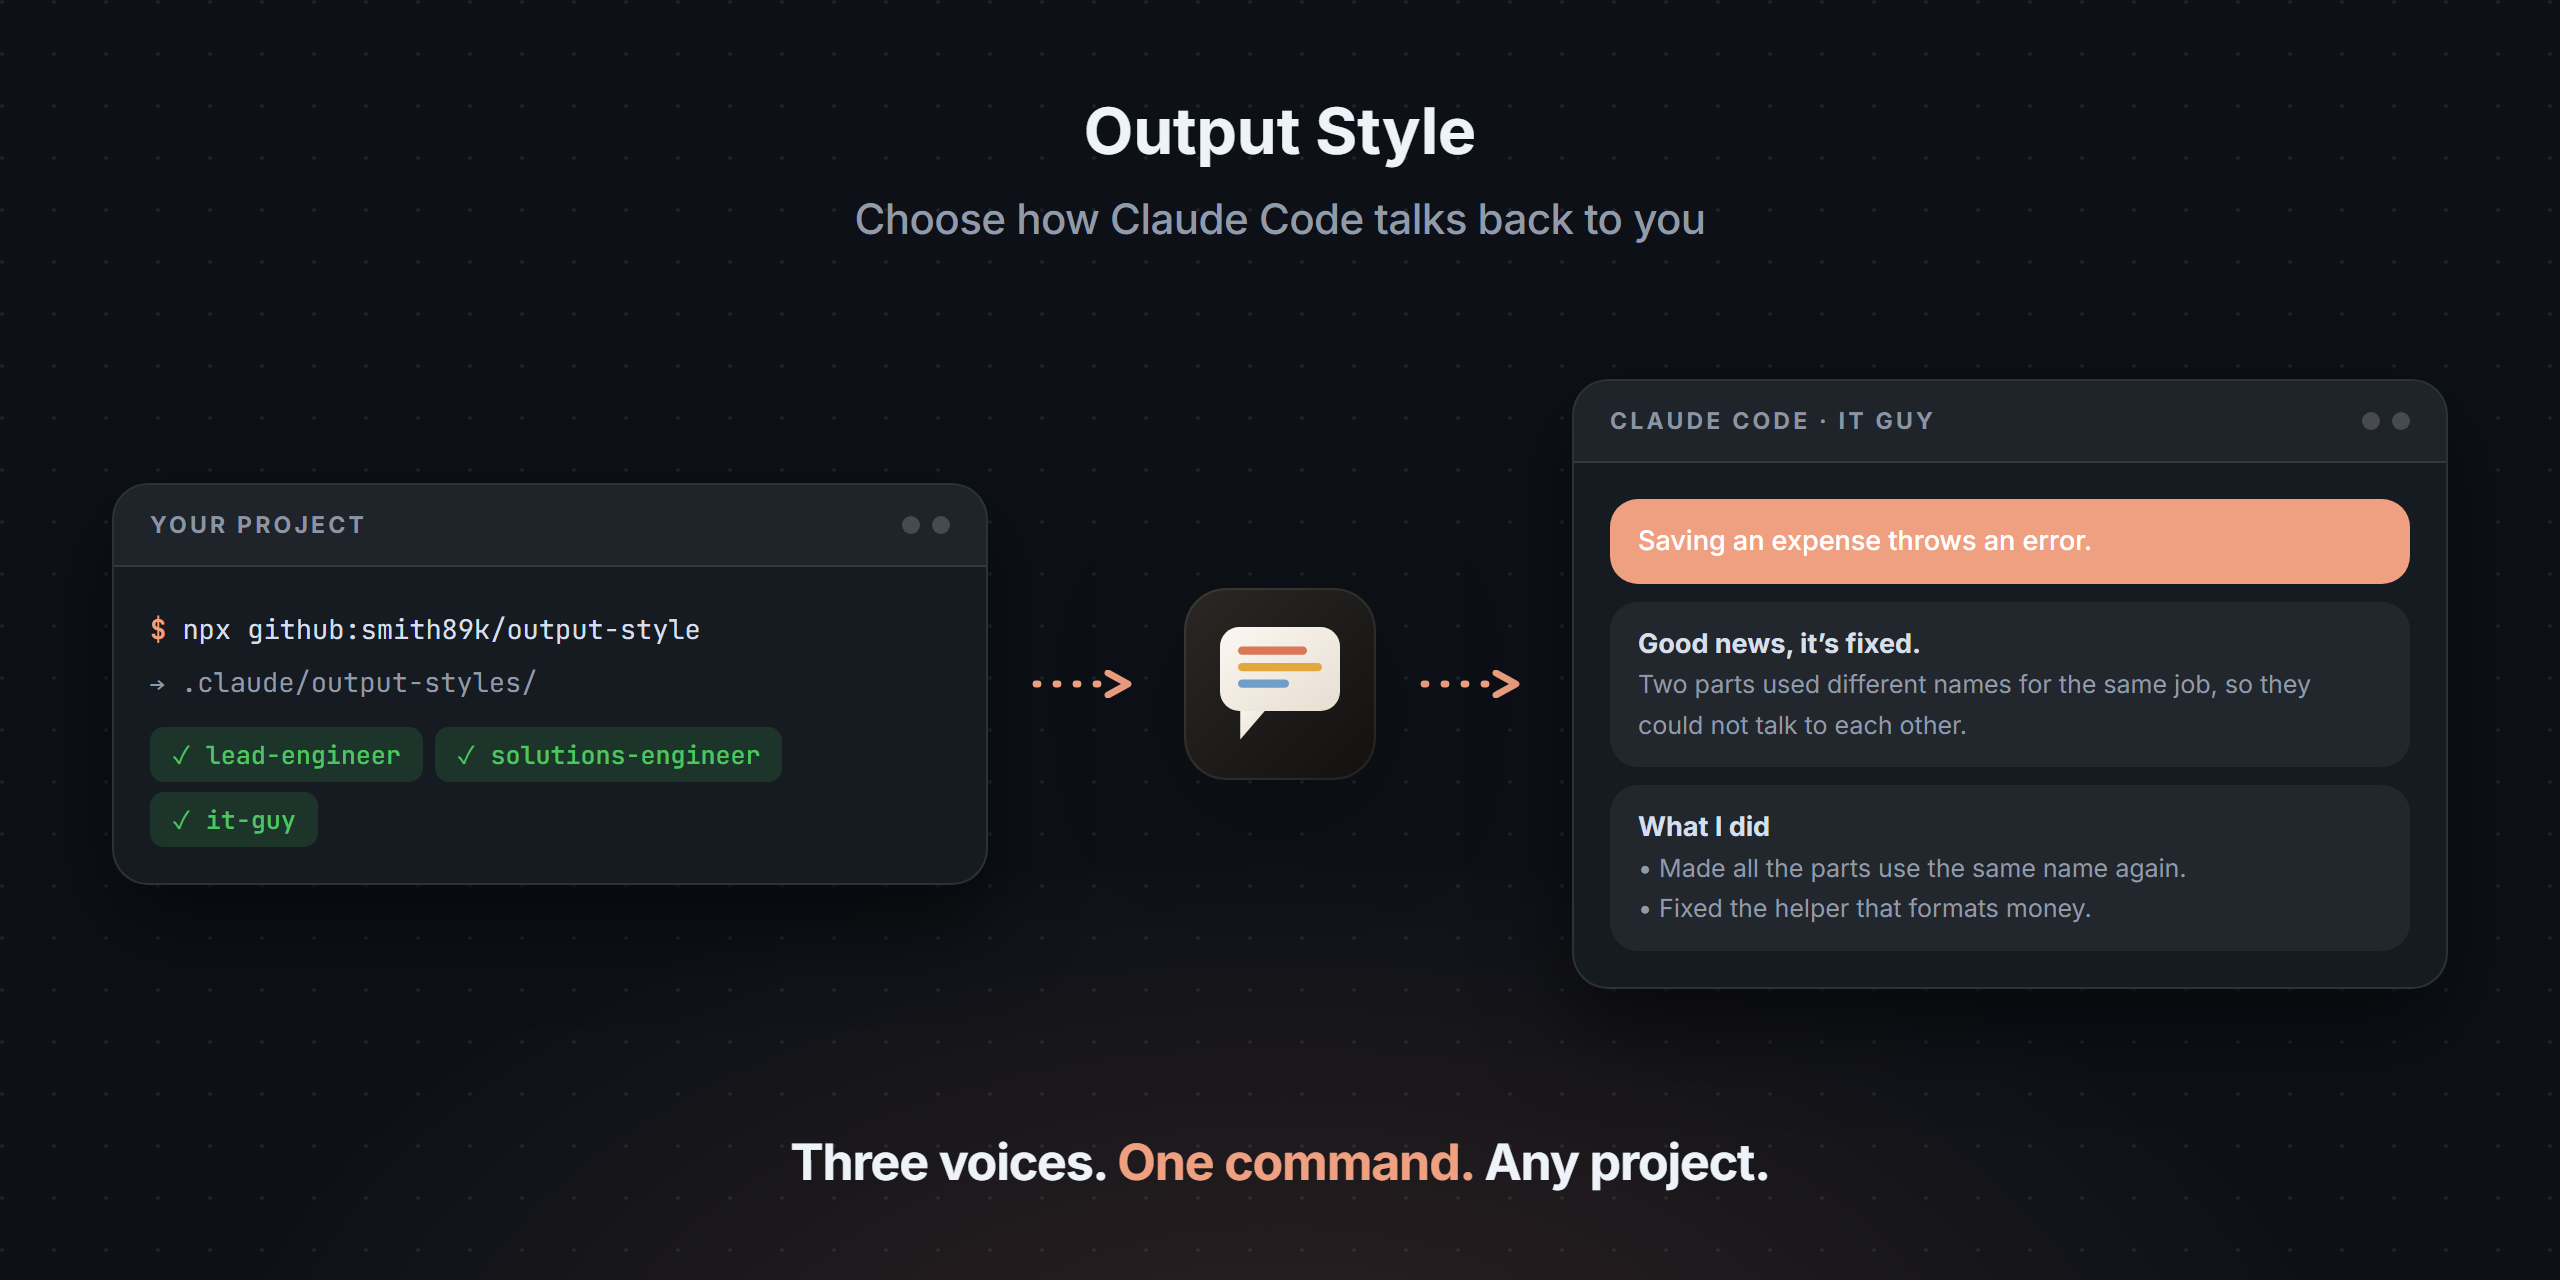 Output Style
Choose how Claude Code talks back to you
YOUR PROJECT
$ npx github:smith89k/output-style
→ .claude/output-styles/
✓ lead-engineer
✓ solutions-engineer
✓ it-guy
CLAUDE CODE · IT GUY
Saving an expense throws an error.
Good news, it’s fixed.
Two parts used different names for the same job, so they
could not talk to each other.
What I did
• Made all the parts use the same name again.
• Fixed the helper that formats money.
Three voices. One command. Any project.